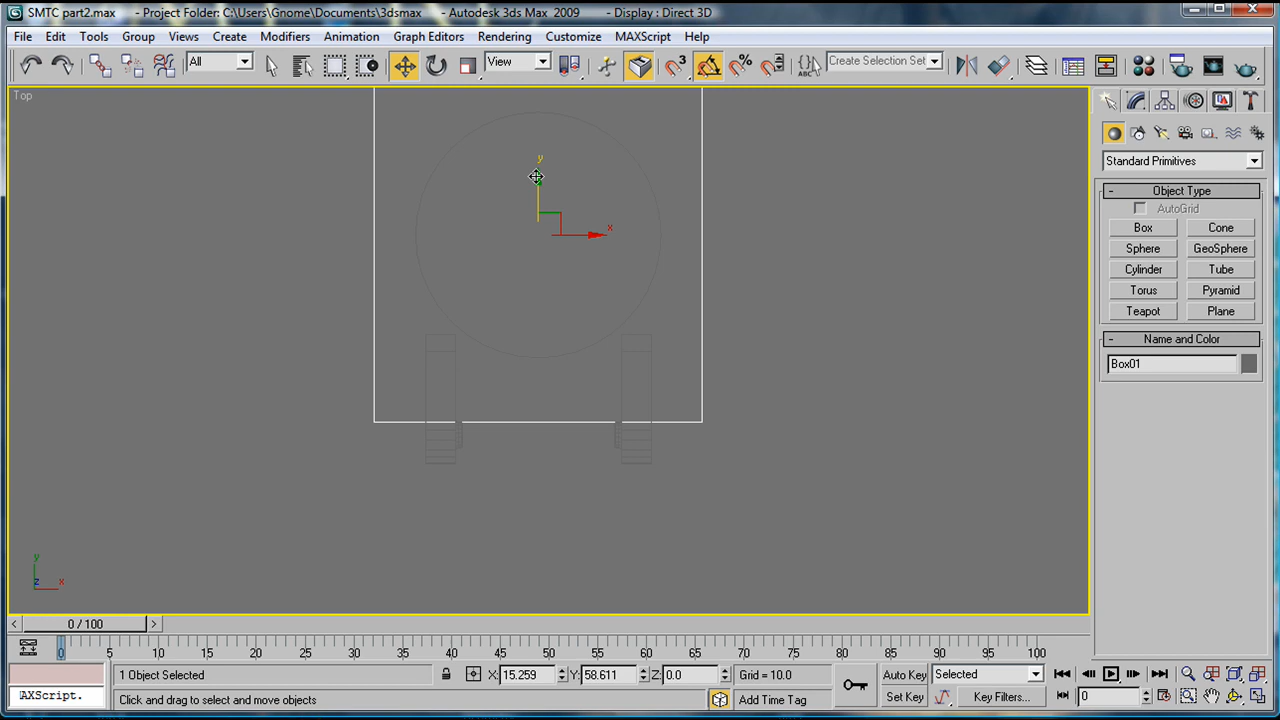 SMTC part2.max - Project Folder: C:\Users\Gnome\Documents\3dsmax - Autodesk 3ds Max 2009 - Display : Direct 3D
File Edit Tools Group Views Create Modifiers Animation Graph Editors Rendering Customize MAXScript Help
All View 3 % ABC Create Selection Set
Top
y
x
y
z x
Standard Primitives
- Object Type
AutoGrid
Box Cone
Sphere GeoSphere
Cylinder Tube
Torus Pyramid
Teapot Plane
- Name and Color
Box01
< 0 / 100 >
0 5 10 15 20 25 30 35 40 45 50 55 60 65 70 75 80 85 90 95 100
1 Object Selected X: 15.259 Y: 58.611 Z: 0.0 Grid = 10.0 Auto Key Selected
AXScript. Click and drag to select and move objects Add Time Tag Set Key Key Filters... 0